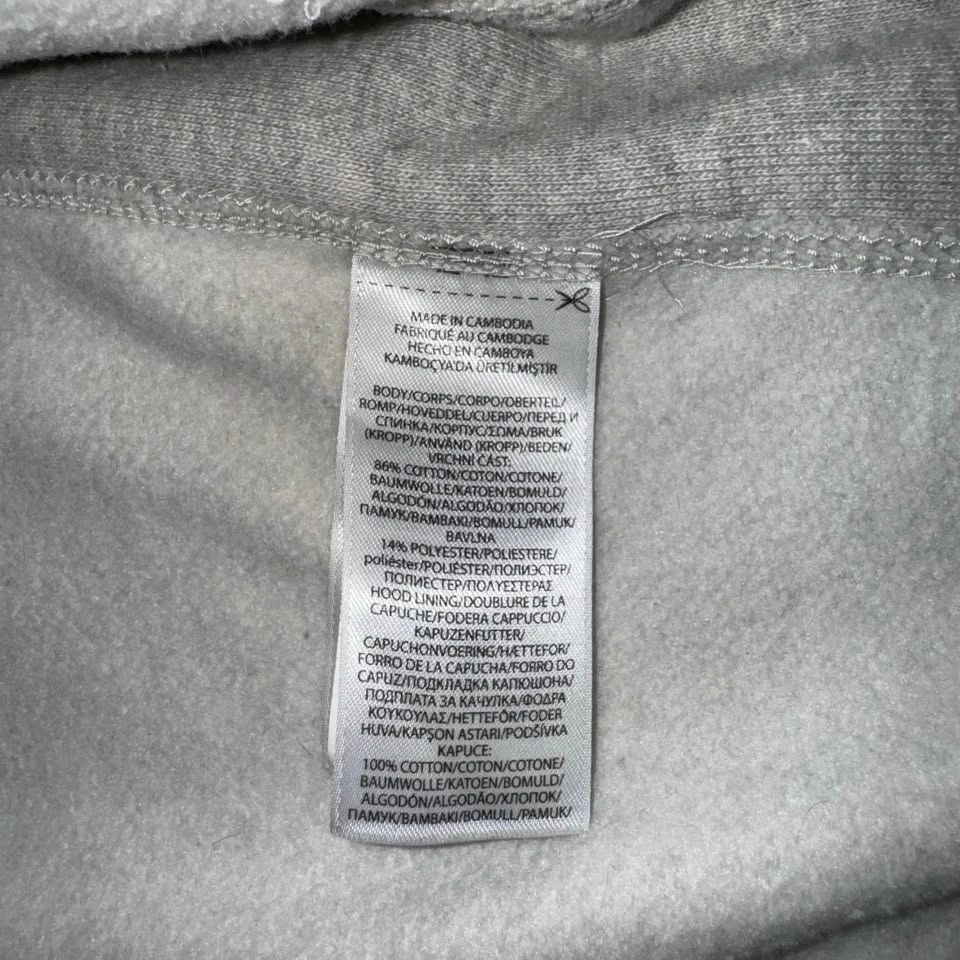 MADE IN CAMBODIA
FABRIQUÉ AU CAMBODGE
HECHO EN CAMBOYA
KAMBOÇYA'DA ÜRETILMIŞTIR
BODY/CORPS/CORPO/OBERTEIL/
ROMP/HOVEDDEL/CUERPO/ПЕРЕД И
СПИНКА/КОРПУС/ΣΩΜΑ/BRUK
(KROPP)/ANVÄND (KROPP)/BEDEN/
VRCHNÍ ČÁST:
86% COTTON/COTON/COTONE/
BAUMWOLLE/KATOEN/BOMULD/
ALGODÓN/ALGODÃO/ХЛОПОК/
ПАМУК/BAMBAKI/BOMULL/PAMUK/
BAVLNA
14% POLYESTER/POLIESTERE/
poliéster/POLIÉSTER/ПОЛИЭСТЕР/
ПОЛИЕСТЕР/ΠΟΛΥΕΣΤΕΡΑΣ
HOOD LINING/DOUBLURE DE LA
CAPUCHE/FODERA CAPPUCCIO/
KAPUZENFUTTER/
CAPUCHONVOERING/HÆTTEFOR/
FORRO DE LA CAPUCHA/FORRO DO
CAPUZ/ПОДКЛАДКА КАПЮШОНА/
ПОДПЛАТА ЗА КАЧУЛКА/ΦΟΔΡΑ
ΚΟΥΚΟΥΛΑΣ/HETTEFÔR/FODER
HUVA/KAPŞON ASTARI/PODŠÍVKA
KAPUCE:
100% COTTON/COTON/COTONE/
BAUMWOLLE/KATOEN/BOMULD/
ALGODÓN/ALGODÃO/ХЛОПОК/
ПАМУК/BAMBAKI/BOMULL/PAMUK/